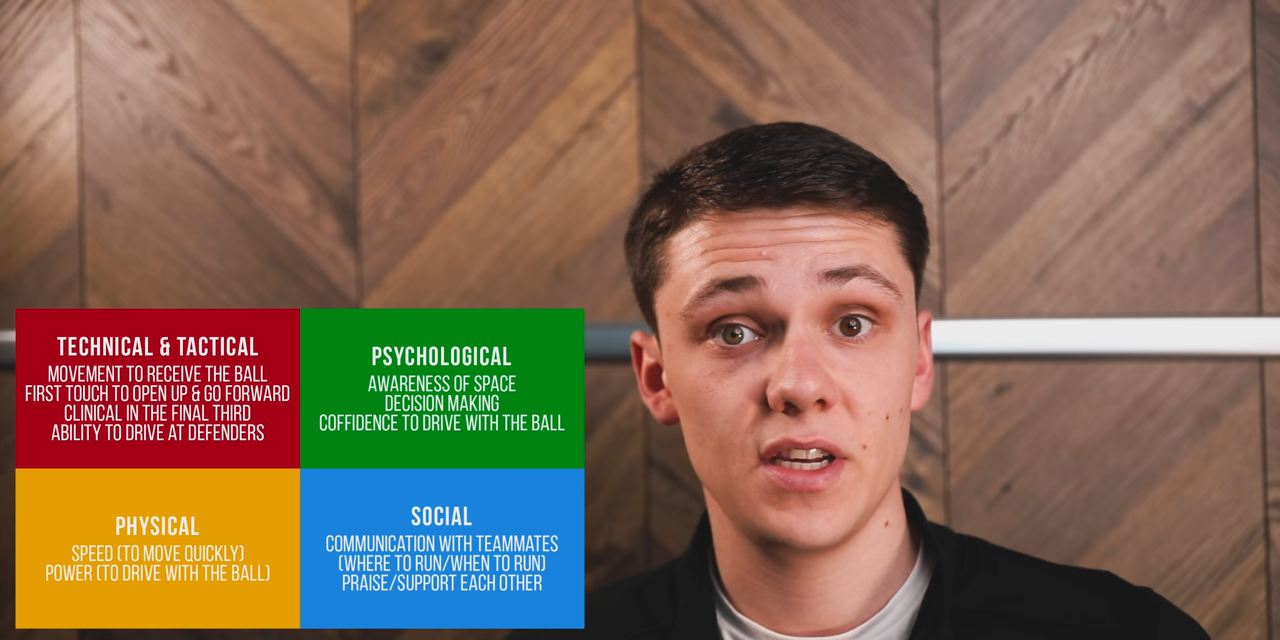 TECHNICAL & TACTICAL
MOVEMENT TO RECEIVE THE BALL
FIRST TOUCH TO OPEN UP & GO FORWARD
CLINICAL IN THE FINAL THIRD
ABILITY TO DRIVE AT DEFENDERS
PSYCHOLOGICAL
AWARENESS OF SPACE
DECISION MAKING
COFFIDENCE TO DRIVE WITH THE BALL
PHYSICAL
SPEED (TO MOVE QUICKLY)
POWER (TO DRIVE WITH THE BALL)
SOCIAL
COMMUNICATION WITH TEAMMATES
(WHERE TO RUN/WHEN TO RUN)
PRAISE/SUPPORT EACH OTHER